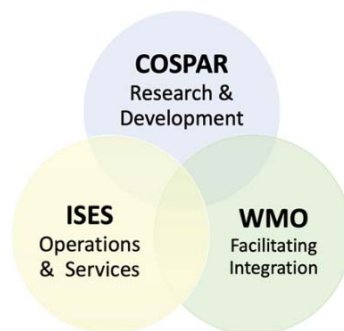 COSPAR
Research &
Development
ISES
Operations
& Services
WMO
Facilitating
Integration